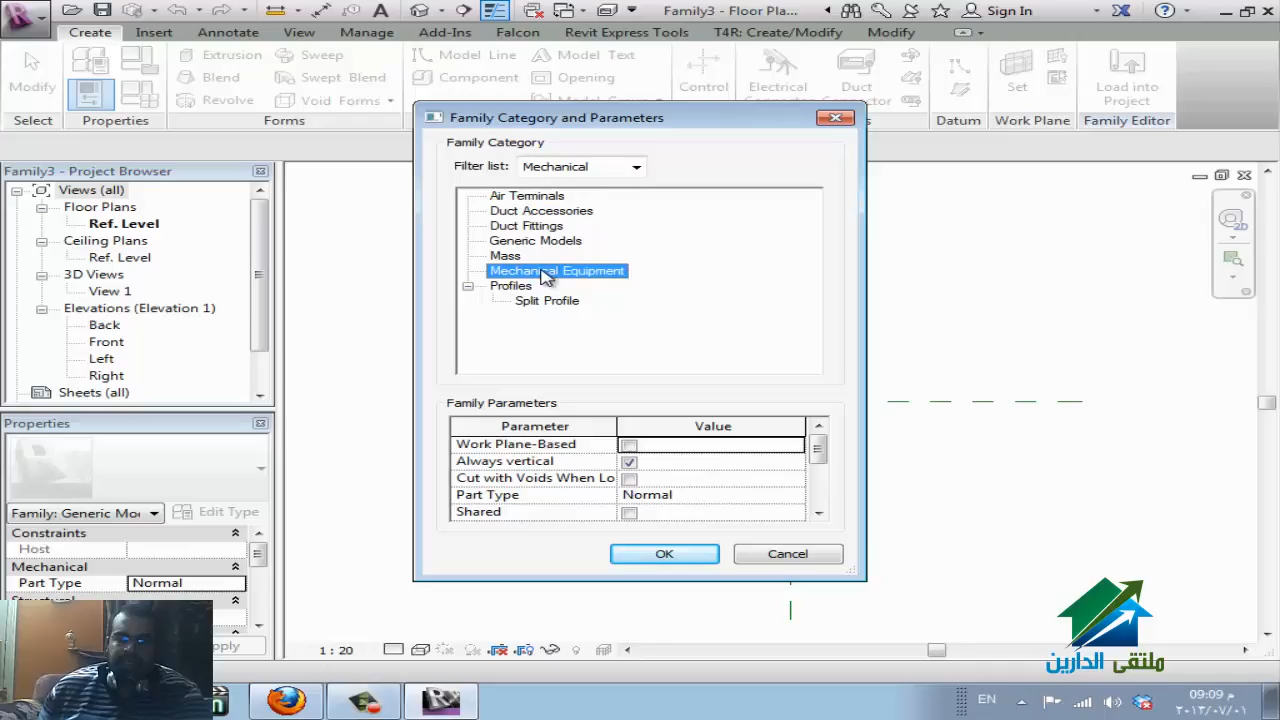 Family3 - Floor Pla...
Sign In
Create Insert Annotate View Manage Add-Ins Falcon Revit Express Tools T4R: Create/Modify Modify
Modify
Extrusion Sweep
Blend Swept Blend
Revolve Void Forms
Model Line Model Text
Component Opening
Control
Electrical
Duct
Set
Load into
Project
Select Properties Forms Datum Work Plane Family Editor
Family3 - Project Browser
Views (all)
Floor Plans
Ref. Level
Ceiling Plans
Ref. Level
3D Views
View 1
Elevations (Elevation 1)
Back
Front
Left
Right
Sheets (all)
Properties
Family: Generic Mo
Edit Type
Constraints
Host
Mechanical
Part Type Normal
Family Category and Parameters
Family Category
Filter list: Mechanical
Air Terminals
Duct Accessories
Duct Fittings
Generic Models
Mass
Mechanical Equipment
Profiles
Split Profile
Family Parameters
Parameter Value
Work Plane-Based
Always vertical
Cut with Voids When Lo
Part Type Normal
Shared
OK Cancel
1 : 20
ملتقى الدارين
EN
09:09 م
٢٠١٣/٠٧/٠١